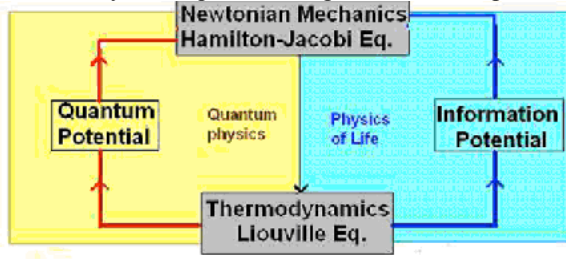 Newtonian Mechanics
Hamilton-Jacobi Eq.
Quantum
Potential
Quantum
physics
Physics
of Life
Information
Potential
Thermodynamics
Liouville Eq.